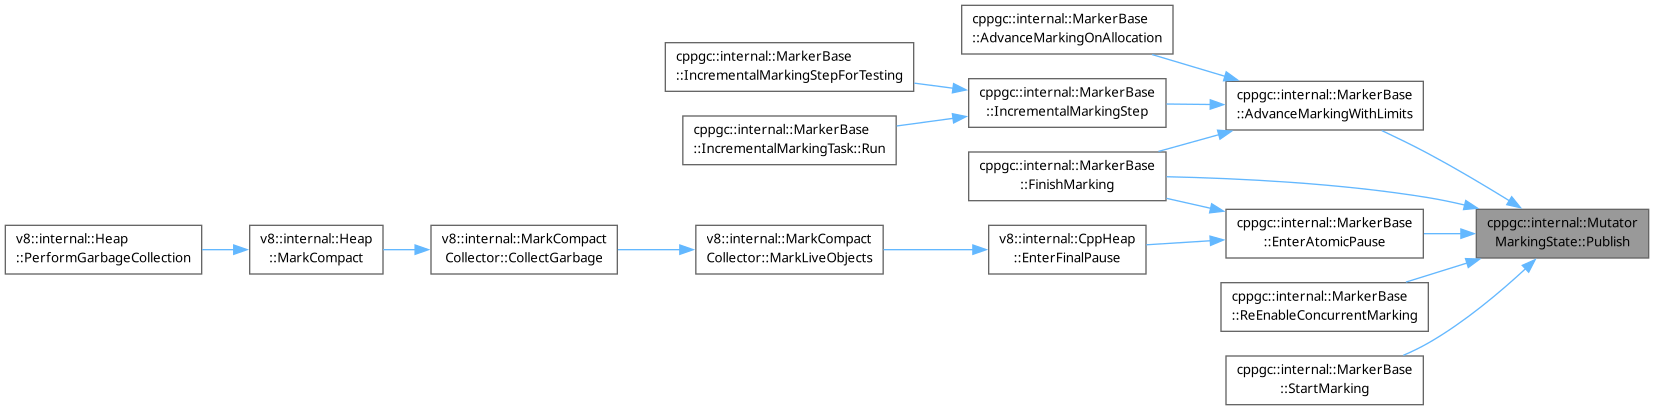 cppgc::internal::MarkerBase
::AdvanceMarkingOnAllocation
cppgc::internal::MarkerBase
::IncrementalMarkingStepForTesting
cppgc::internal::MarkerBase
::IncrementalMarkingStep
cppgc::internal::MarkerBase
::AdvanceMarkingWithLimits
cppgc::internal::MarkerBase
::IncrementalMarkingTask::Run
cppgc::internal::MarkerBase
::FinishMarking
v8::internal::Heap
::PerformGarbageCollection
v8::internal::Heap
::MarkCompact
v8::internal::MarkCompact
Collector::CollectGarbage
v8::internal::MarkCompact
Collector::MarkLiveObjects
v8::internal::CppHeap
::EnterFinalPause
cppgc::internal::MarkerBase
::EnterAtomicPause
cppgc::internal::Mutator
MarkingState::Publish
cppgc::internal::MarkerBase
::ReEnableConcurrentMarking
cppgc::internal::MarkerBase
::StartMarking